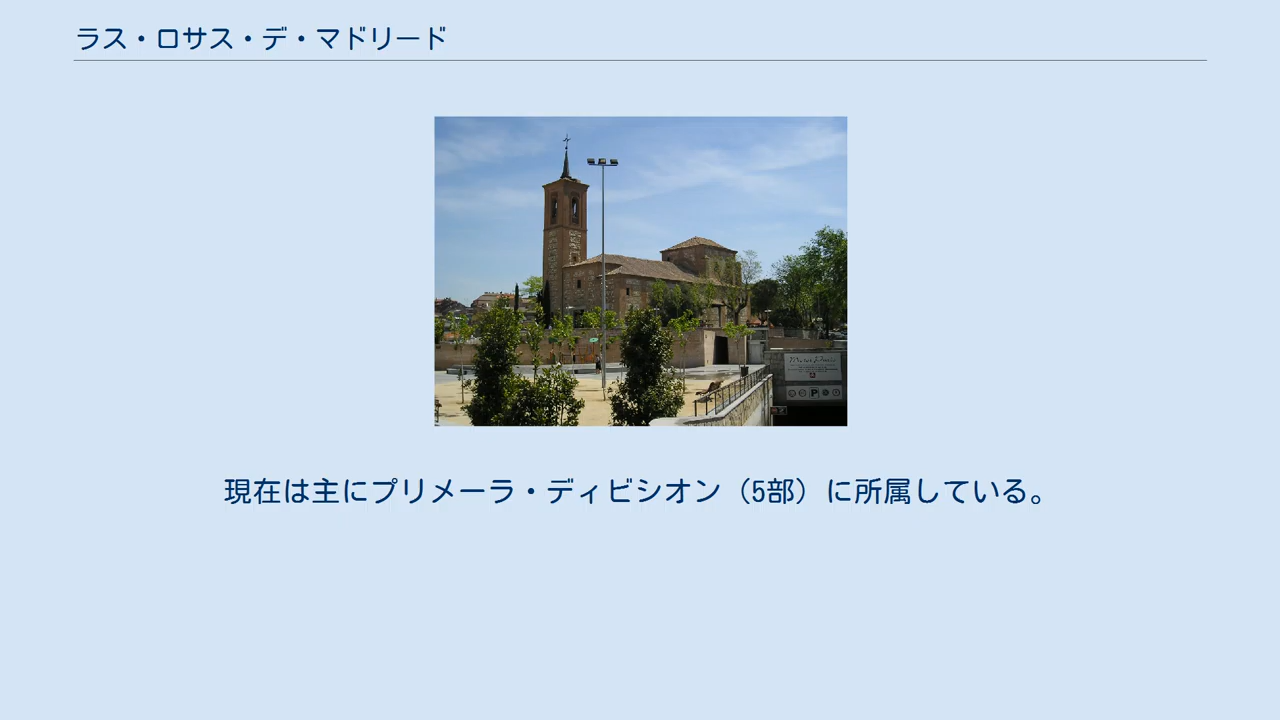 ラス・ロサス・デ・マドリード
現在は主にプリメーラ・ディビシオン（5部）に所属している。
P